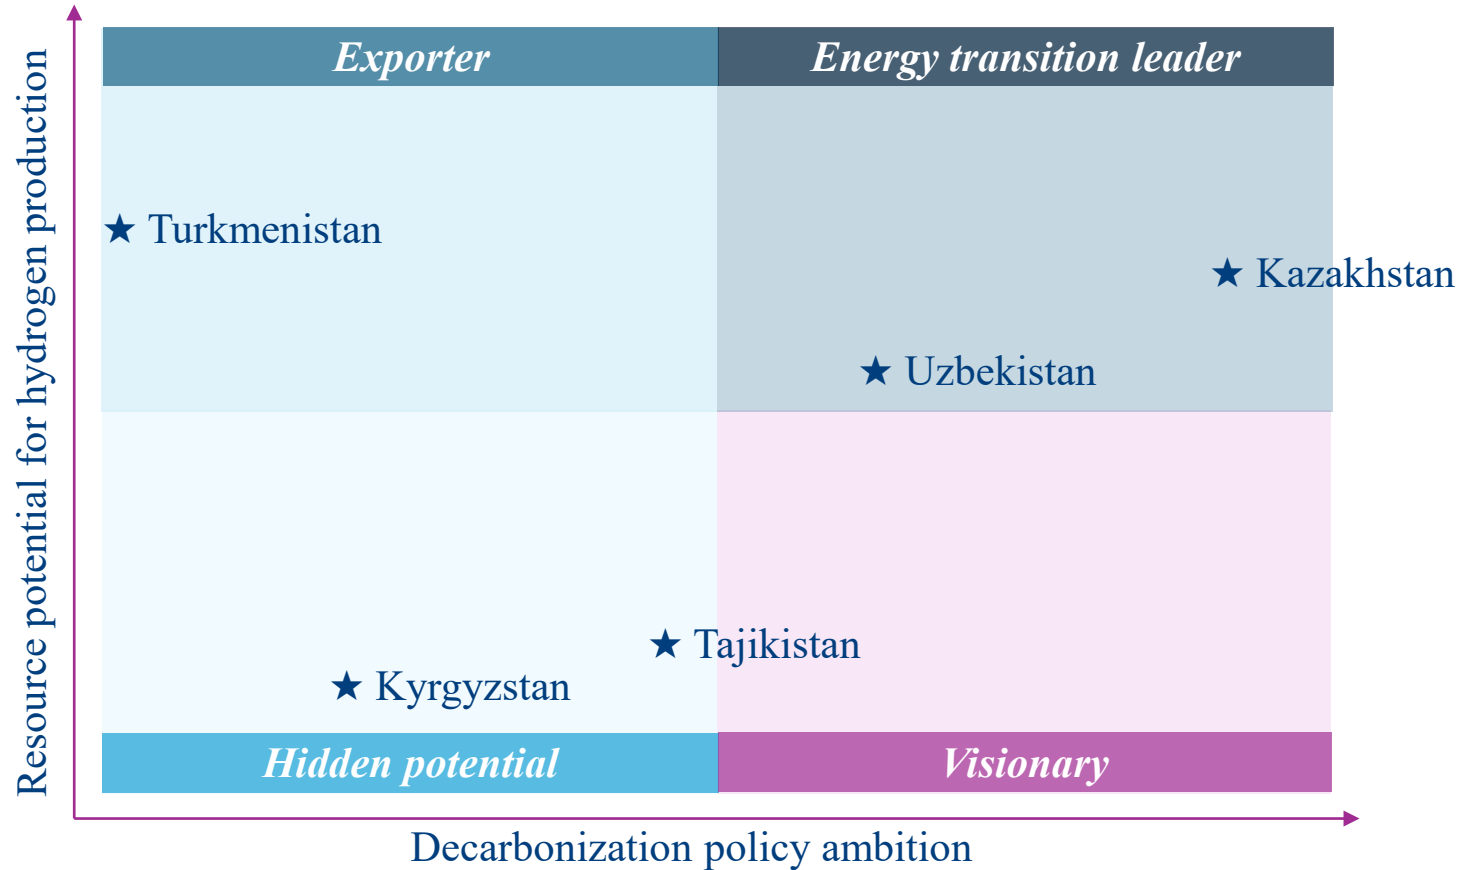 Resource potential for hydrogen production
Exporter
Energy transition leader
★ Turkmenistan
★ Kazakhstan
★ Uzbekistan
★ Tajikistan
★ Kyrgyzstan
Hidden potential
Visionary
Decarbonization policy ambition